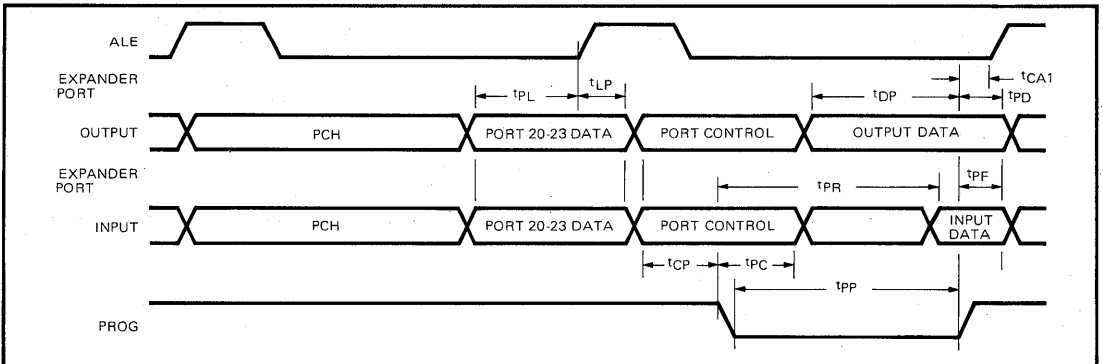 ALE
EXPANDER
PORT
OUTPUT
tPL
tLP
tDP
tCA1
tPD
PCH
PORT 20-23 DATA
PORT CONTROL
OUTPUT DATA
EXPANDER
PORT
INPUT
tPR
tPF
PCH
PORT 20-23 DATA
PORT CONTROL
INPUT
DATA
tCP
tPC
tPP
PROG